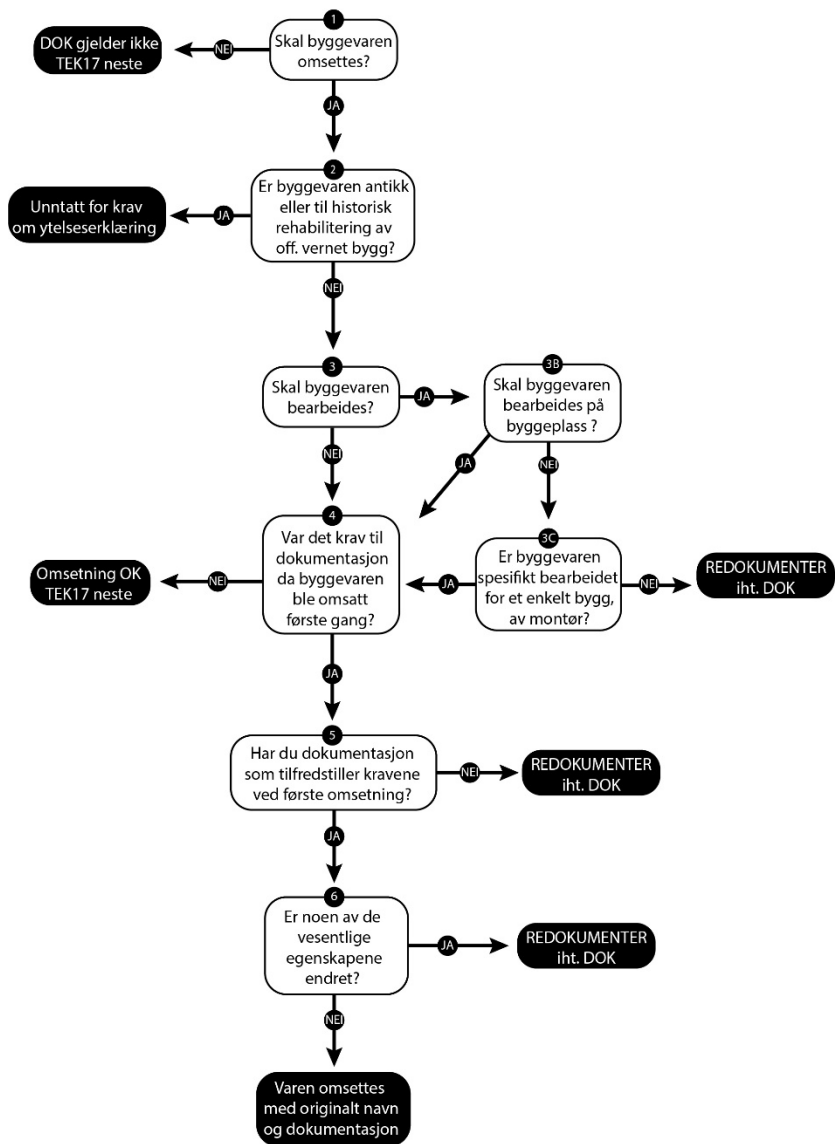 1
Skal byggevaren
omsettes?
NEI
DOK gjelder ikke
TEK17 neste
JA
2
Er byggevaren antikk
eller til historisk
rehabilitering av
off. vernet bygg?
JA
Unntatt for krav
om ytelseserklæring
NEI
3
Skal byggevaren
bearbeides?
JA
3B
Skal byggevaren
bearbeides på
byggeplass ?
NEI
JA
NEI
4
Var det krav til
dokumentasjon
da byggevaren
ble omsatt
første gang?
NEI
Omsetning OK
TEK17 neste
3C
Er byggevaren
spesifikt bearbeidet
for et enkelt bygg,
av montør?
JA
NEI
REDOKUMENTER
iht. DOK
JA
5
Har du dokumentasjon
som tilfredstiller kravene
ved første omsetning?
NEI
REDOKUMENTER
iht. DOK
JA
6
Er noen av de
vesentlige
egenskapene
endret?
JA
REDOKUMENTER
iht. DOK
NEI
Varen omsettes
med originalt navn
og dokumentasjon